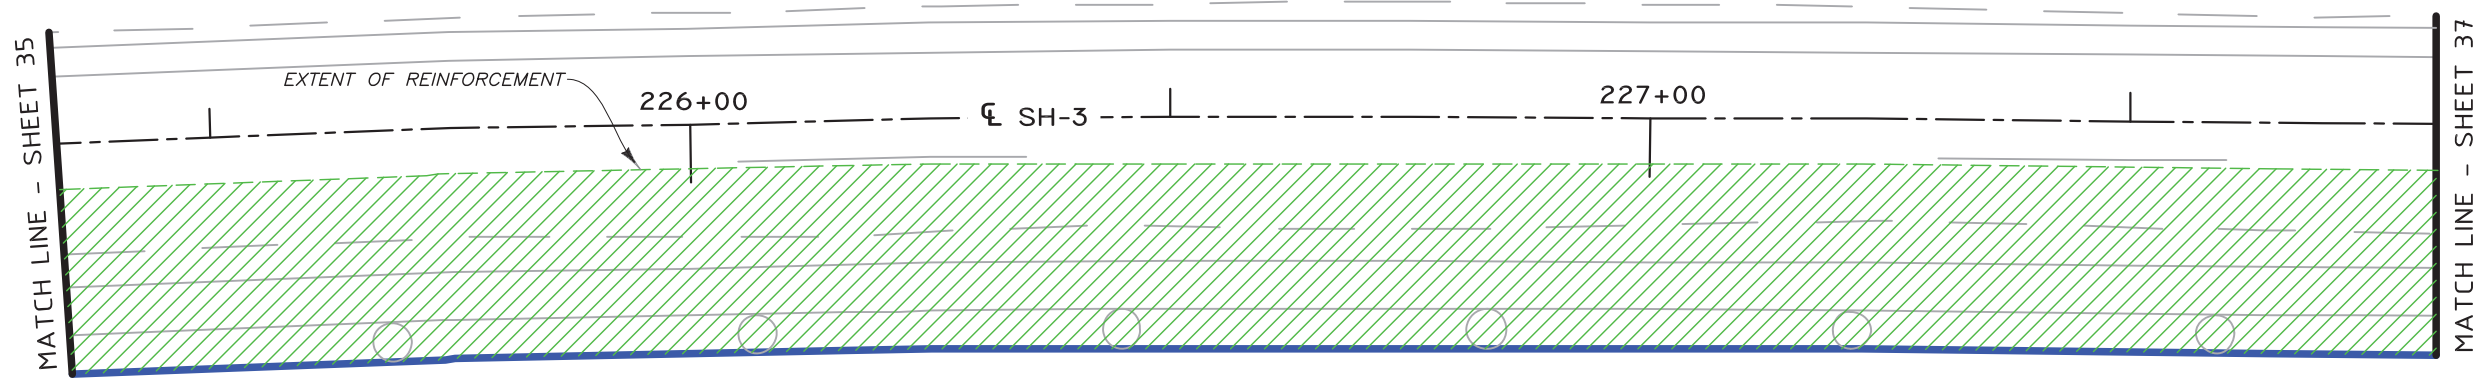 MATCH LINE - SHEET 35
EXTENT OF REINFORCEMENT
226+00
℄ SH-3
227+00
MATCH LINE - SHEET 37